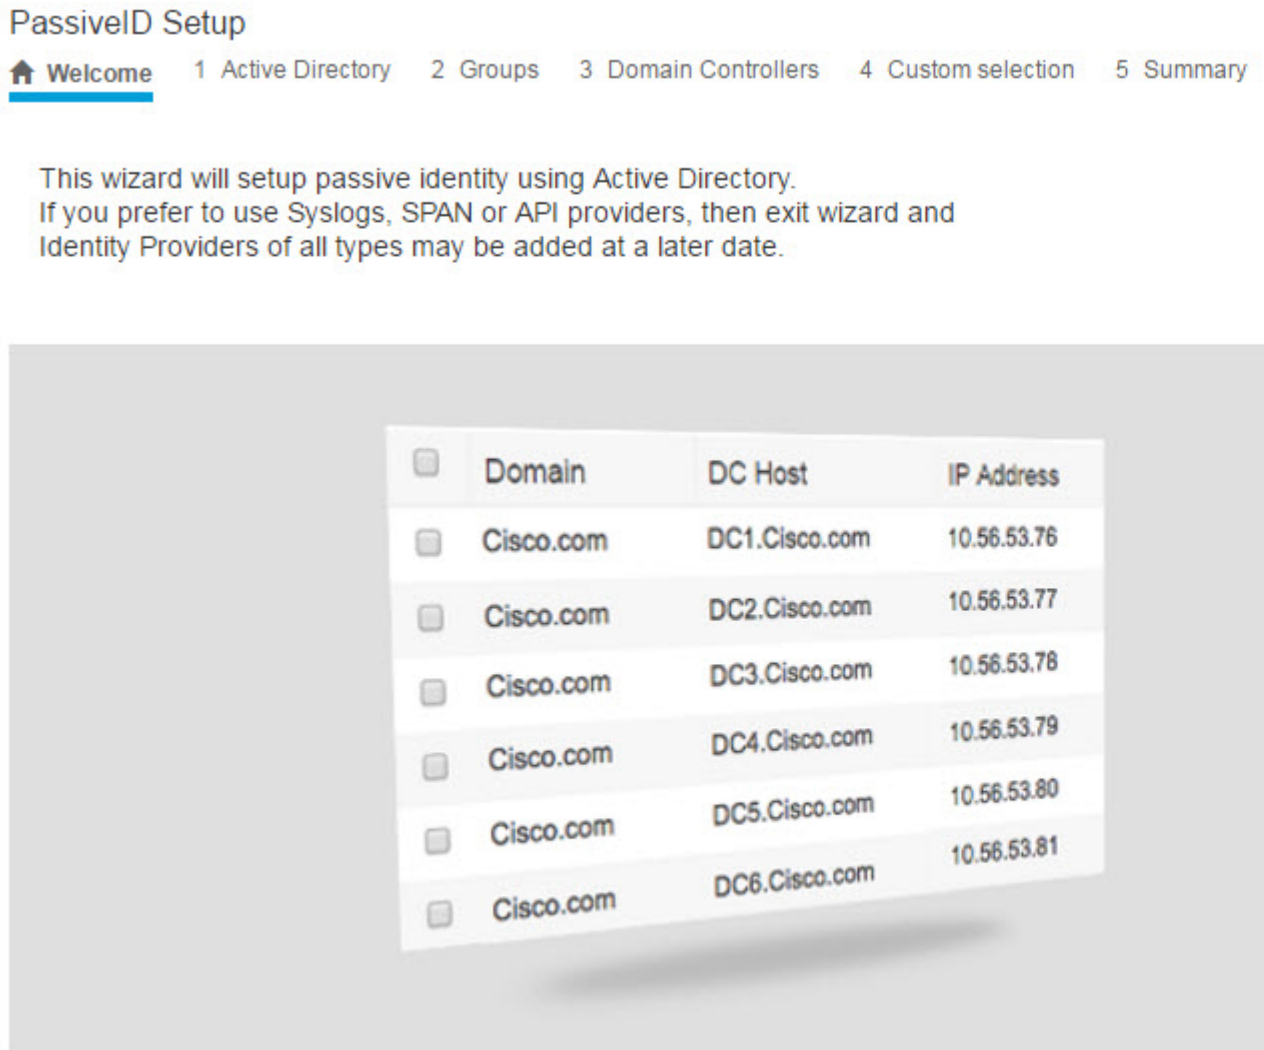 PassiveID Setup
Welcome 1 Active Directory 2 Groups 3 Domain Controllers 4 Custom selection 5 Summary
This wizard will setup passive identity using Active Directory.
If you prefer to use Syslogs, SPAN or API providers, then exit wizard and
Identity Providers of all types may be added at a later date.
Domain DC Host IP Address
Cisco.com DC1.Cisco.com 10.56.53.76
Cisco.com DC2.Cisco.com 10.56.53.77
Cisco.com DC3.Cisco.com 10.56.53.78
Cisco.com DC4.Cisco.com 10.56.53.79
Cisco.com DC5.Cisco.com 10.56.53.80
Cisco.com DC6.Cisco.com 10.56.53.81